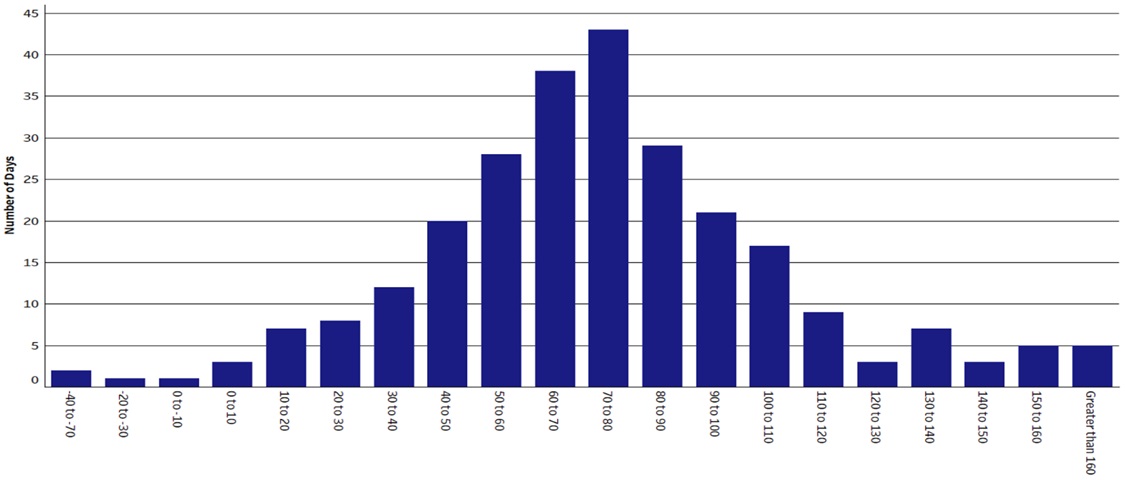 45
40
35
30
25
20
15
10
5
0
Number of Days
-40 to -70
-20 to -30
0 to -10
0 to 10
10 to 20
20 to 30
30 to 40
40 to 50
50 to 60
60 to 70
70 to 80
80 to 90
90 to 100
100 to 110
110 to 120
120 to 130
130 to 140
140 to 150
150 to 160
Greater than 160